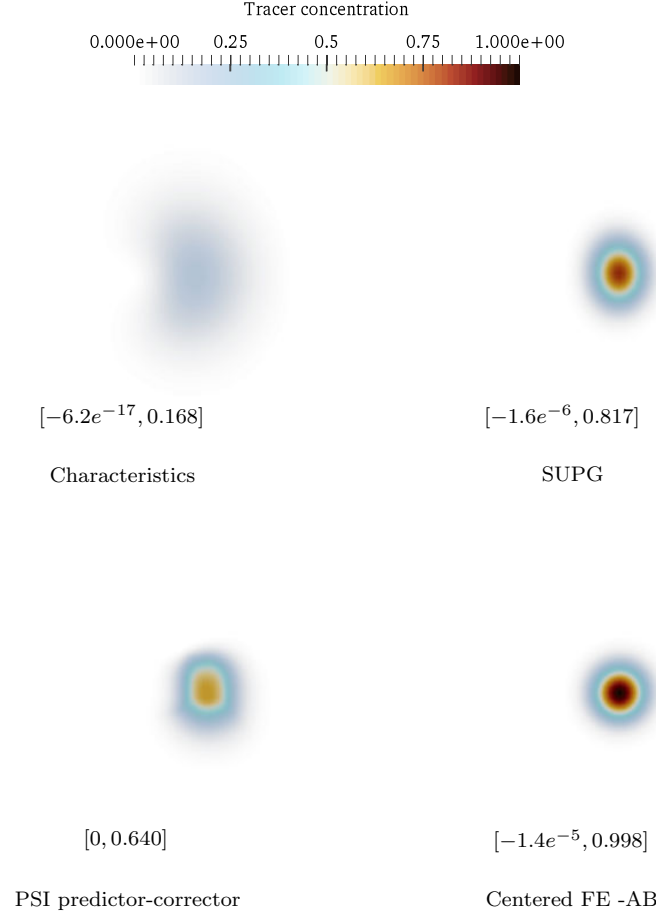 Tracer concentration
0.000e+00 0.25 0.5 0.75 1.000e+00
[−6.2e⁻¹⁷, 0.168] [−1.6e⁻⁶, 0.817]
Characteristics SUPG
[0, 0.640] [−1.4e⁻⁵, 0.998]
PSI predictor-corrector Centered FE -AB